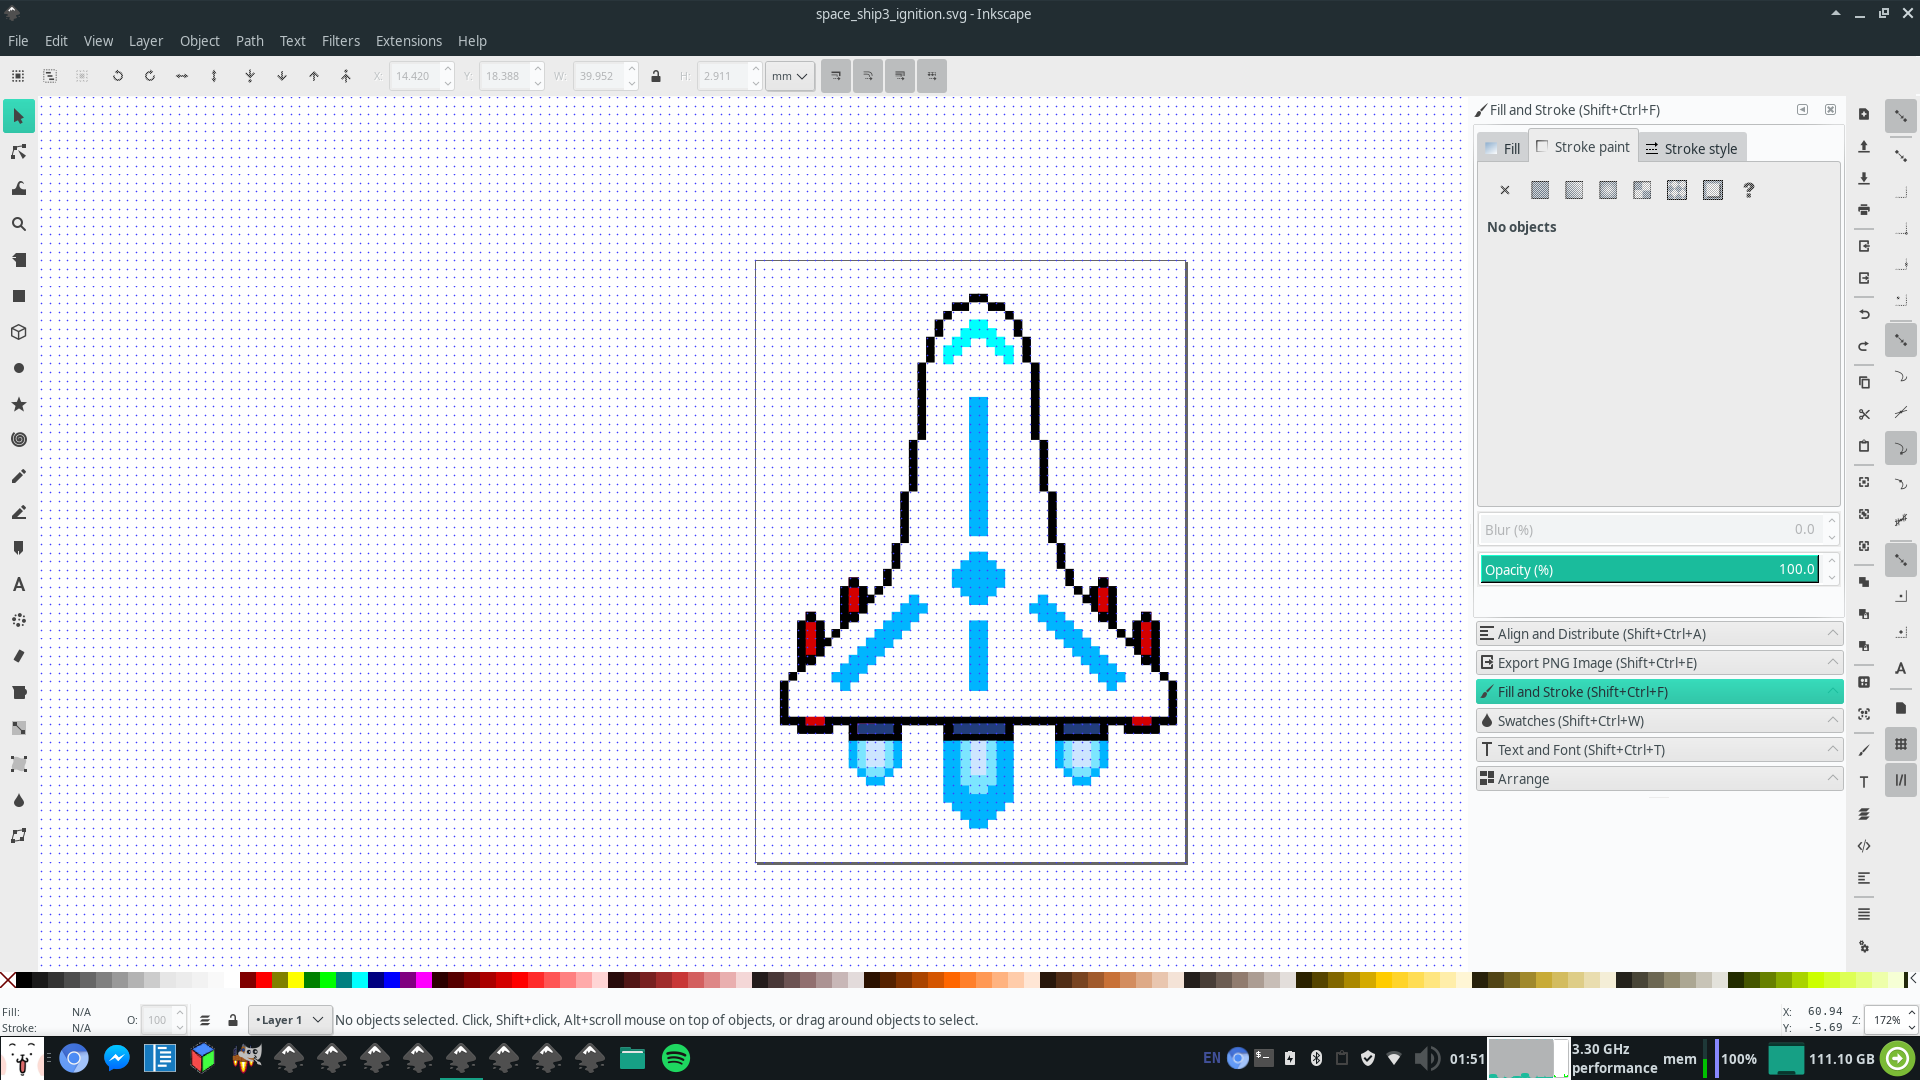 space_ship3_ignition.svg - Inkscape
File Edit View Layer Object Path Text Filters Extensions Help
X: 14.420 Y: 18.388 W: 39.952 H: 2.911 mm
Fill and Stroke (Shift+Ctrl+F)
Fill Stroke paint Stroke style
?
No objects
Blur (%) 0.0
Opacity (%) 100.0
Align and Distribute (Shift+Ctrl+A)
Export PNG Image (Shift+Ctrl+E)
Fill and Stroke (Shift+Ctrl+F)
Swatches (Shift+Ctrl+W)
Text and Font (Shift+Ctrl+T)
Arrange
Fill: N/A
Stroke: N/A
O: 100
•Layer 1
No objects selected. Click, Shift+click, Alt+scroll mouse on top of objects, or drag around objects to select.
X: 60.94
Y: -5.69
Z: 172%
EN
01:51
3.30 GHz
performance
mem
100%
111.10 GB